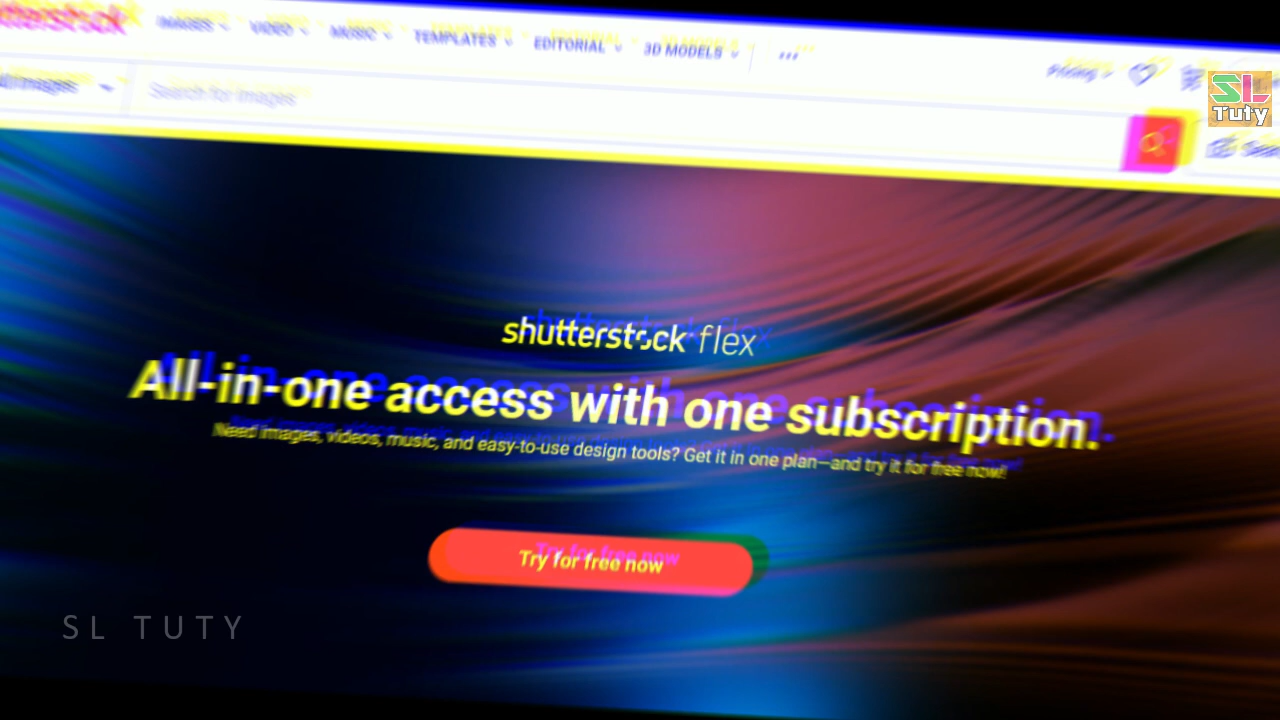 shutterstock
IMAGES VIDEO MUSIC TEMPLATES EDITORIAL 3D MODELS ...
Pricing
images Search for images
SL
Tuty
shutterstock flex
All-in-one access with one subscription.
Need images, videos, music, and easy-to-use design tools? Get it in one plan—and try it for free now!
Try for free now
SL TUTY